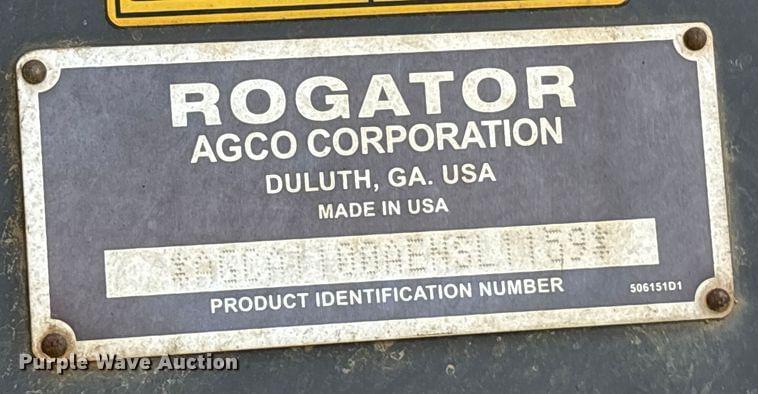 ROGATOR
AGCO CORPORATION
DULUTH, GA. USA
MADE IN USA
PRODUCT IDENTIFICATION NUMBER
506151D1
Purple Wave Auction